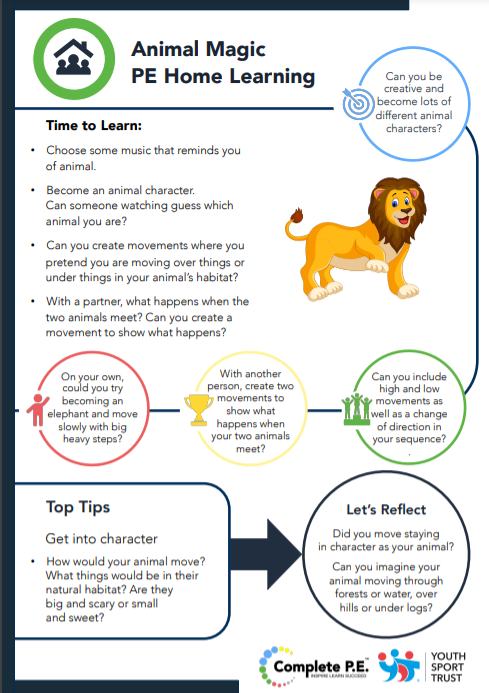 Animal Magic
PE Home Learning
Can you be
creative and
become lots of
different animal
characters?
Time to Learn:
• Choose some music that reminds you
of animal.
• Become an animal character.
Can someone watching guess which
animal you are?
• Can you create movements where you
pretend you are moving over things or
under things in your animal's habitat?
• With a partner, what happens when the
two animals meet? Can you create a
movement to show what happens?
On your own,
could you try
becoming an
elephant and move
slowly with big
heavy steps?
With another
person, create two
movements to
show what
happens when
your two animals
meet?
Can you include
high and low
movements as
well as a change
of direction in
your sequence?
.
Top Tips
Get into character
• How would your animal move?
What things would be in their
natural habitat? Are they
big and scary or small
and sweet?
Let's Reflect
Did you move staying
in character as your animal?
Can you imagine your
animal moving through
forests or water, over
hills or under logs?
Complete P.E.™
INSPIRE LEARN SUCCEED
YOUTH
SPORT
TRUST